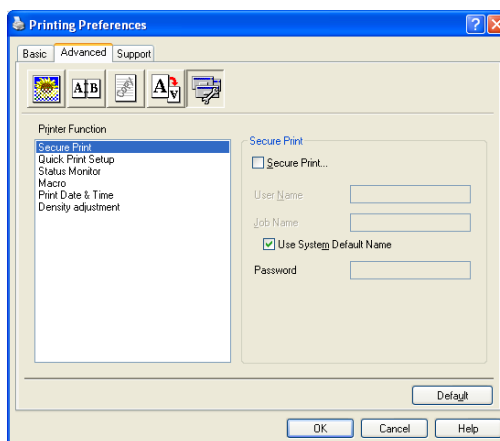 Printing Preferences
Basic
Advanced
Support
A B
A A
Printer Function
Secure Print
Quick Print Setup
Status Monitor
Macro
Print Date & Time
Density adjustment
Secure Print
Secure Print...
User Name
Job Name
Use System Default Name
Password
Default
OK
Cancel
Help